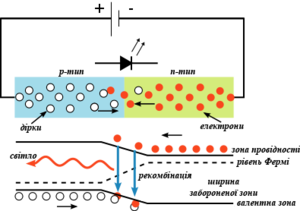 + -
р-тип n-тип
дірки електрони
зона провідності
світло рівень Фермі
рекомбінація
ширина
забороненої зони
валентна зона